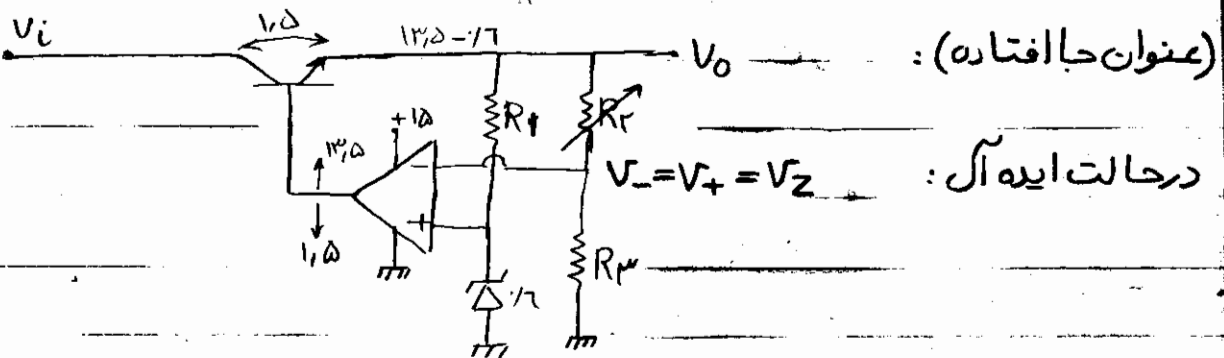 (عنوان جا افتاده):
Vi
۱,۵
۱۳,۵-۰/۶
Vo
R۱
R۲
+۱۵
۱۳,۵
۱,۵
-
+
در حالت ایده آل:
V-=V+=VZ
R۳
۰/۶